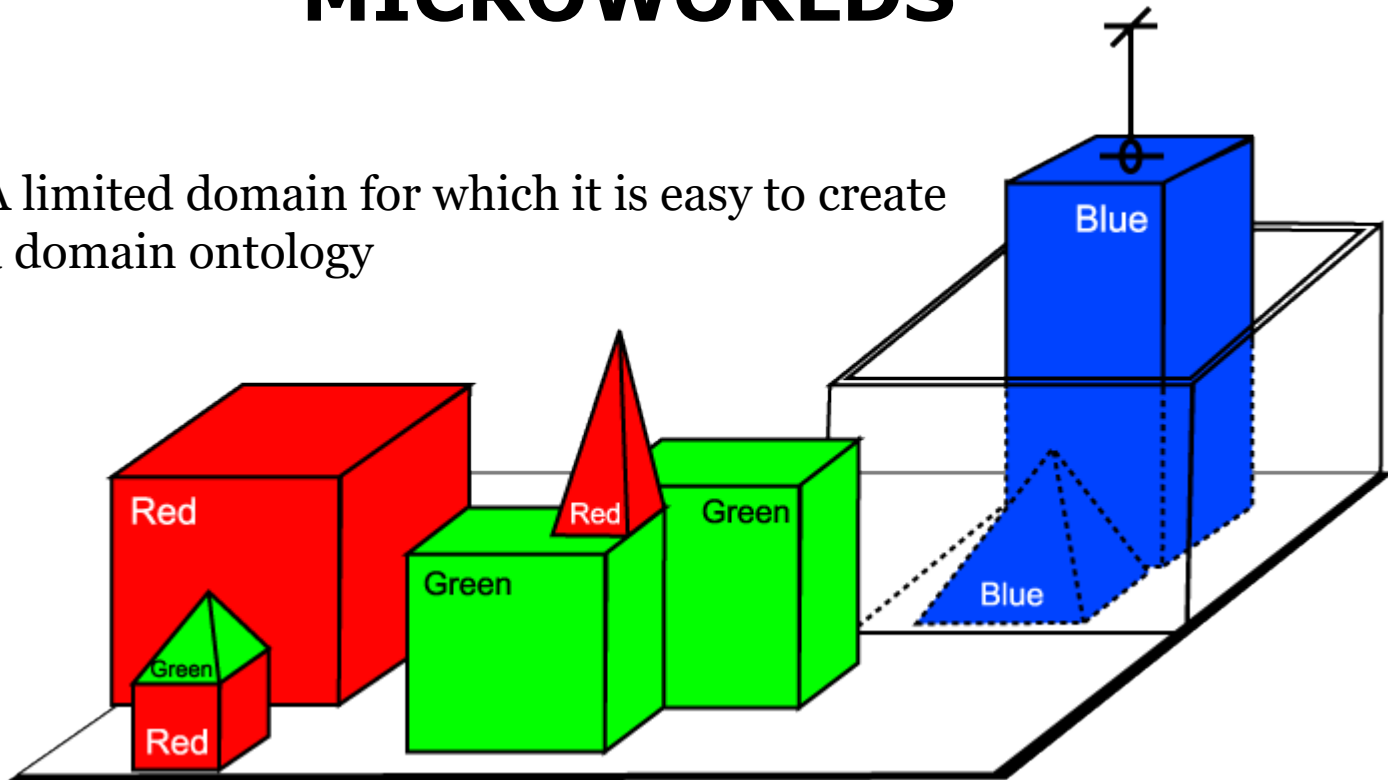 MICROWORLDS
A limited domain for which it is easy to create
domain ontology
Blue
Red
Red
Green
Green
Blue
Green
Red